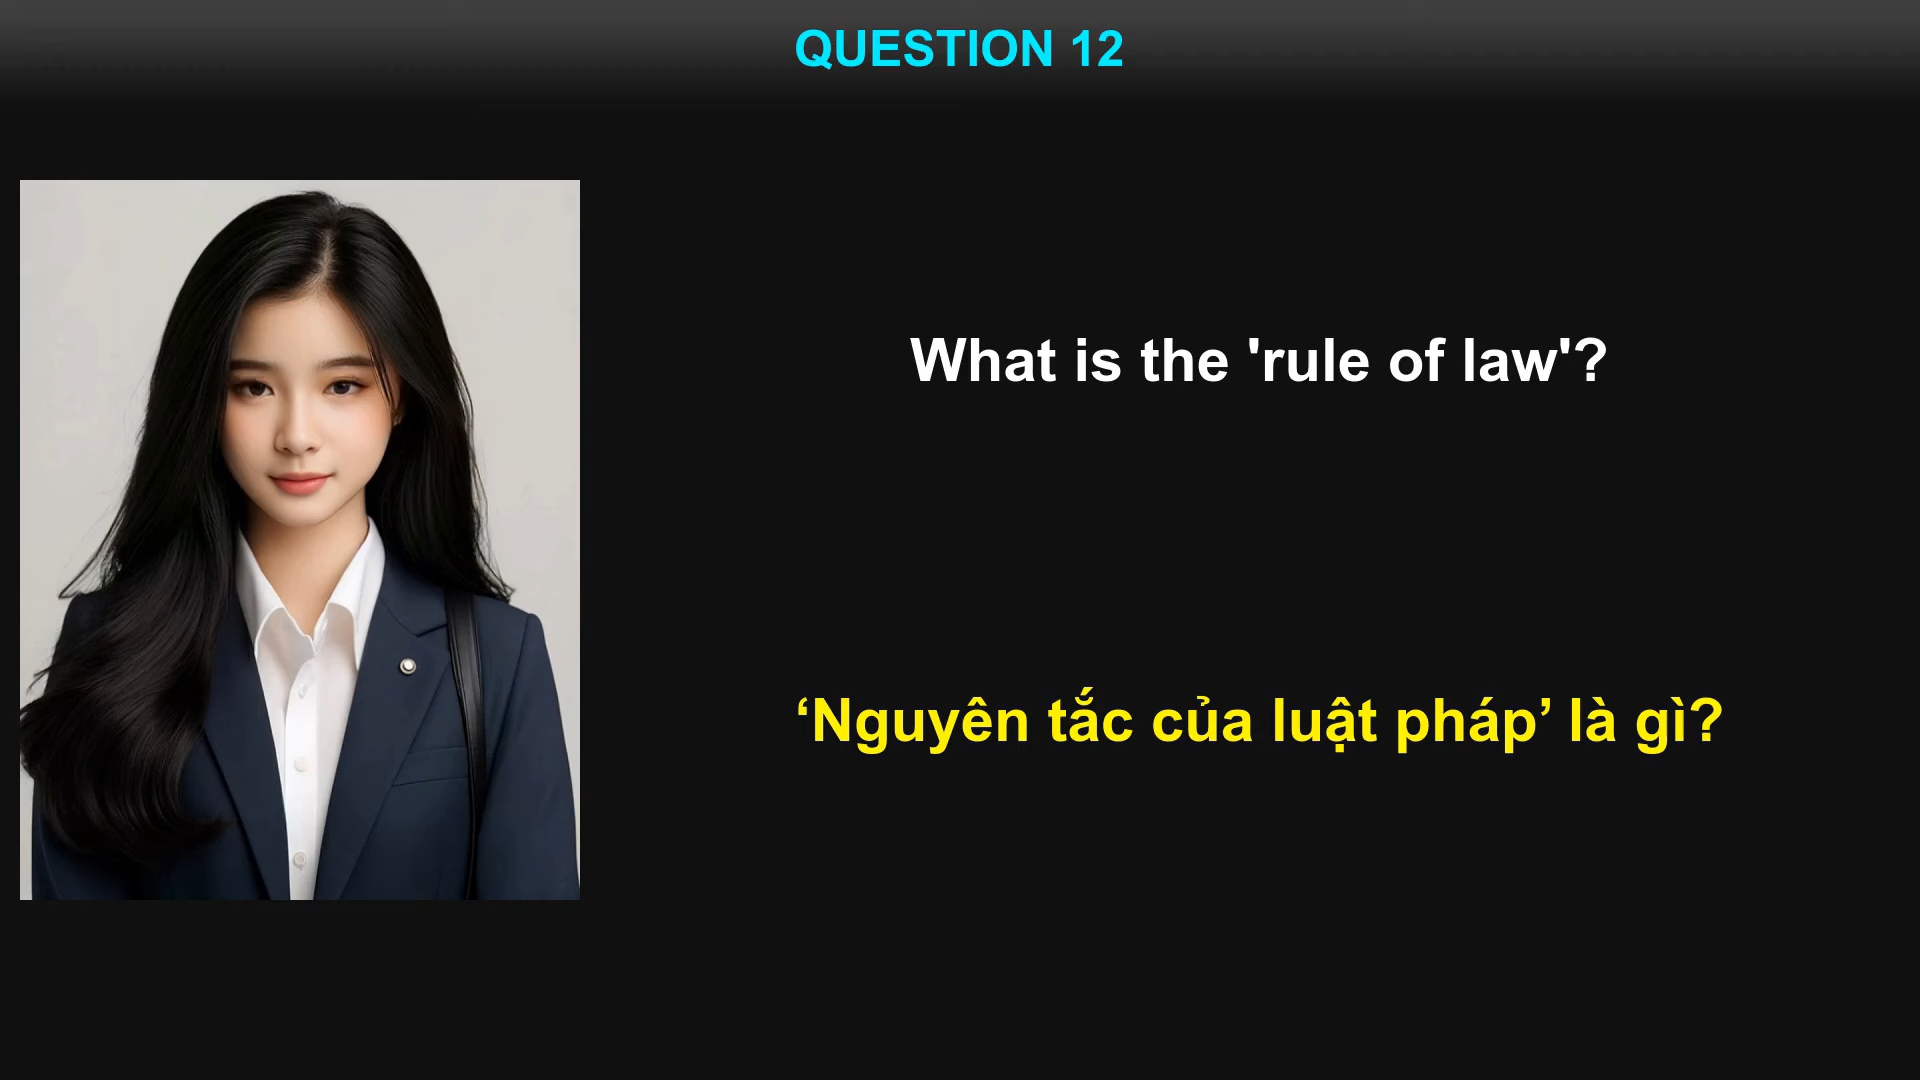 QUESTION 12
What is the 'rule of law'?
‘Nguyên tắc của luật pháp’ là gì?